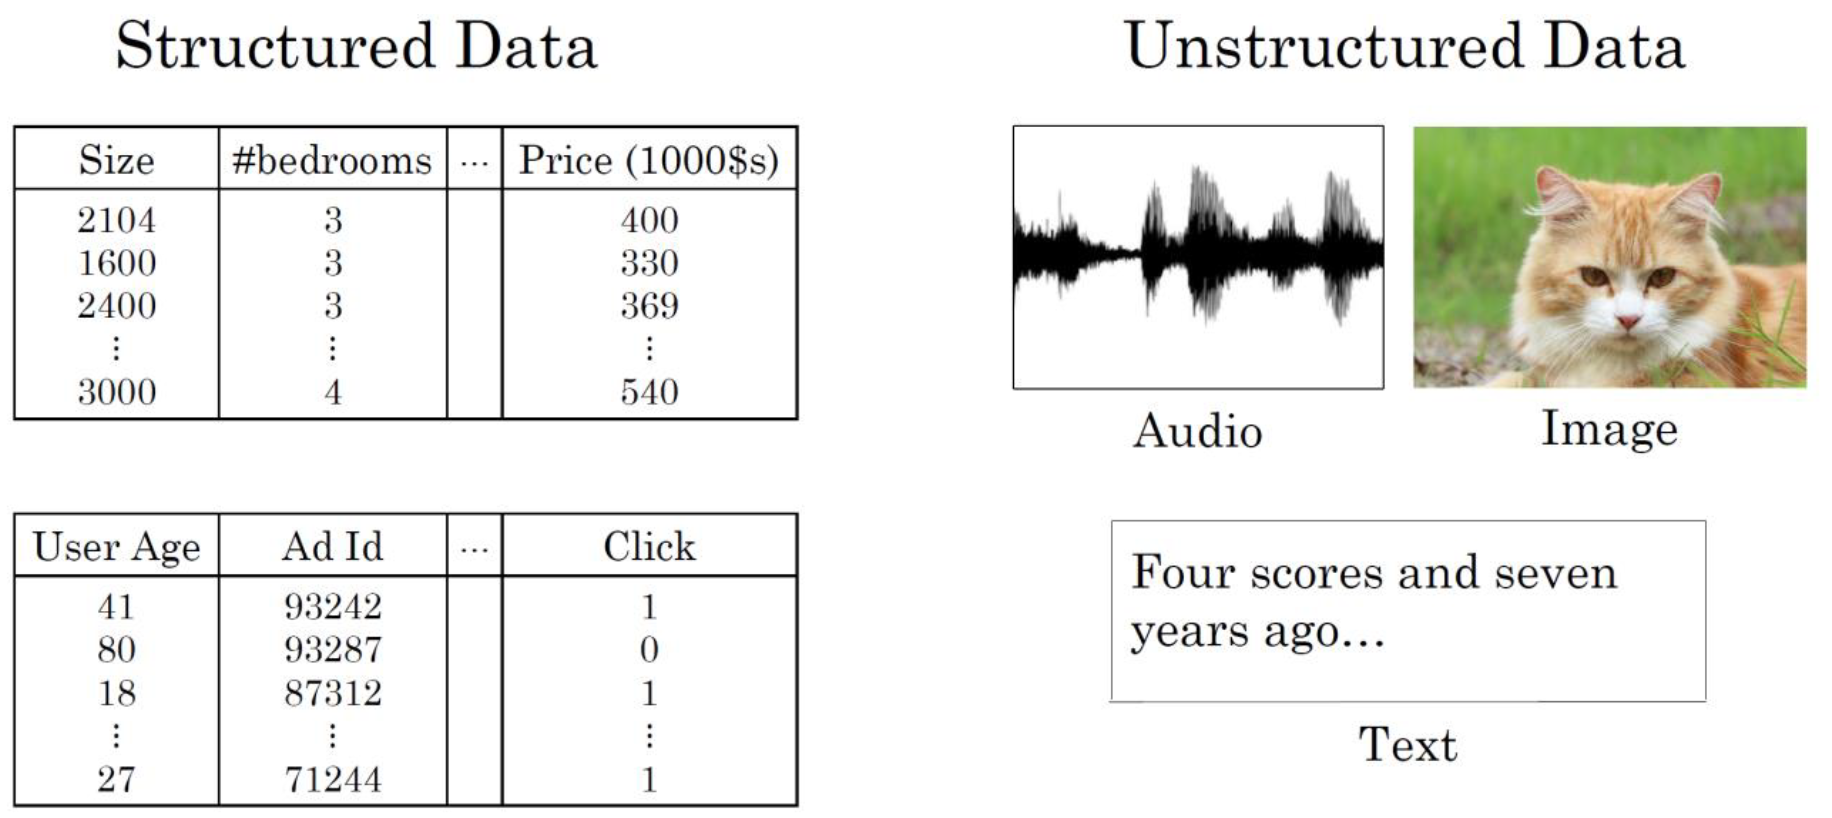 Structured Data
Size #bedrooms ... Price (1000$s)
2104 3 400
1600 3 330
2400 3 369
⋮ ⋮ ⋮
3000 4 540
User Age Ad Id ... Click
41 93242 1
80 93287 0
18 87312 1
⋮ ⋮ ⋮
27 71244 1
Unstructured Data
Audio
Image
Four scores and seven
years ago...
Text